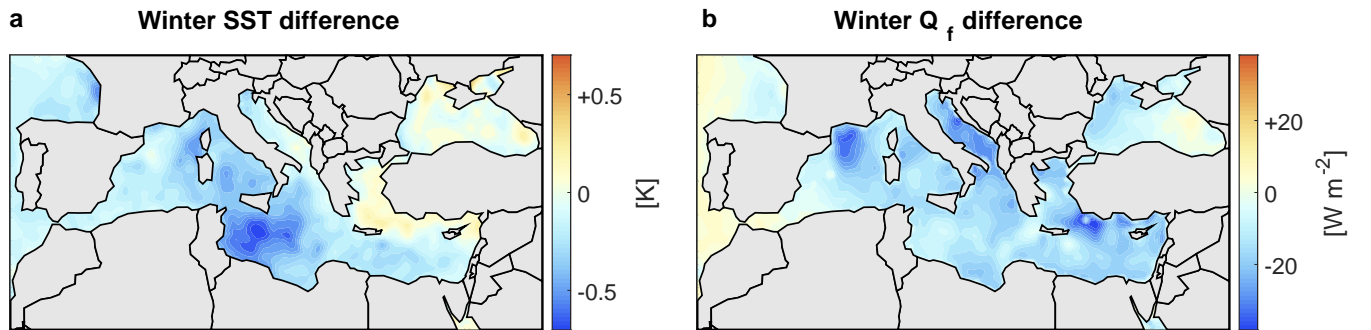 a Winter SST difference
+0.5
0
-0.5
[K]
b Winter Q f difference
+20
0
-20
[W m-2]